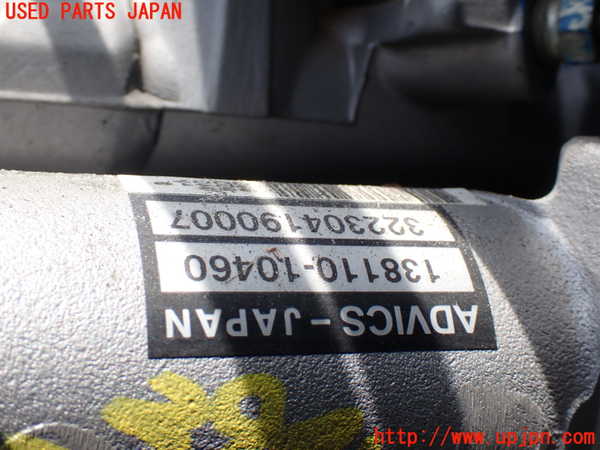 USED PARTS JAPAN
ADVICS - JAPAN
138110-10460
322304190007
http://www.upjpn.com